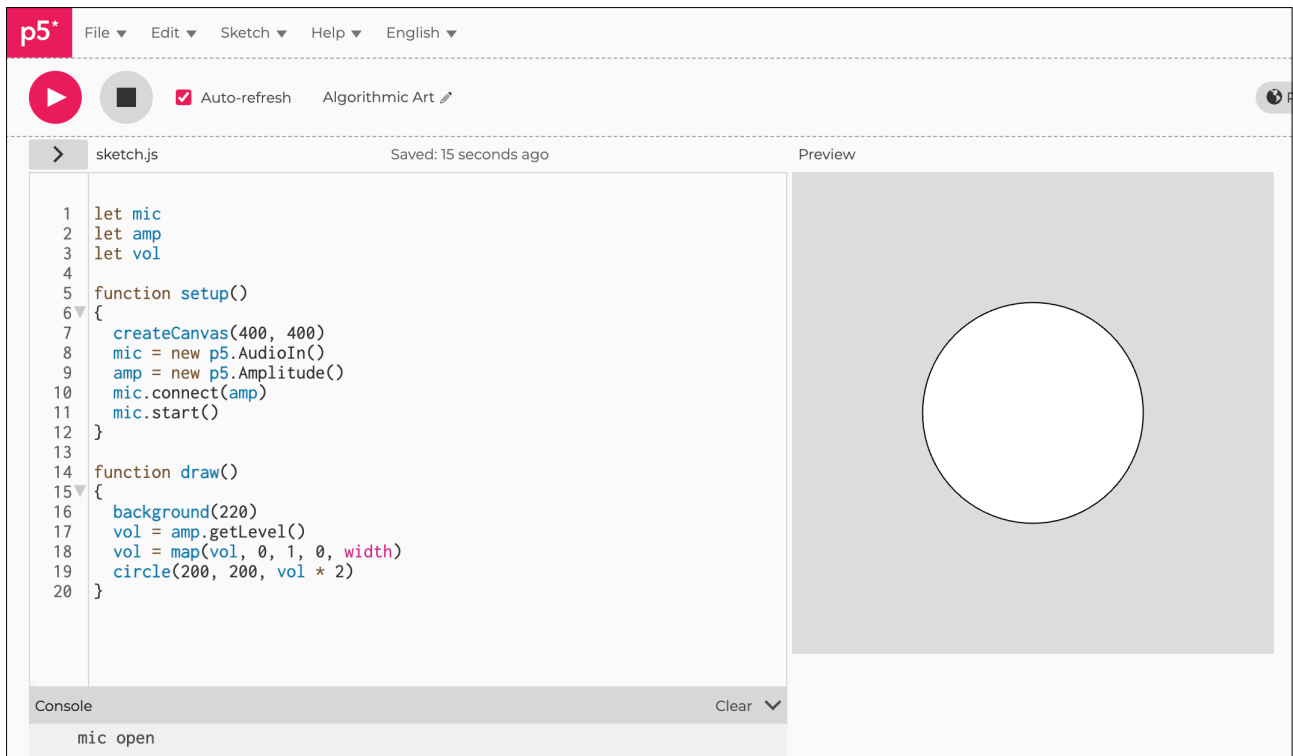 p5* File Edit Sketch Help English
Auto-refresh Algorithmic Art
sketch.js Saved: 15 seconds ago Preview
1 let mic
2 let amp
3 let vol
4
5 function setup()
6 {
7 createCanvas(400, 400)
8 mic = new p5.AudioIn()
9 amp = new p5.Amplitude()
10 mic.connect(amp)
11 mic.start()
12 }
13
14 function draw()
15 {
16 background(220)
17 vol = amp.getLevel()
18 vol = map(vol, 0, 1, 0, width)
19 circle(200, 200, vol * 2)
20 }
Console Clear
mic open